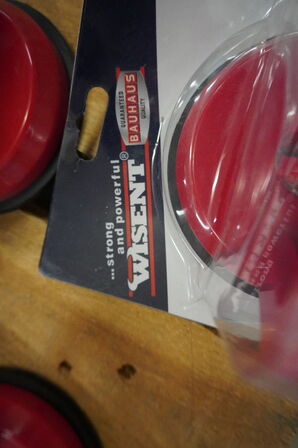 GUARANTEED
BAUHAUS
QUALITY
... strong
and powerful
WISENT®